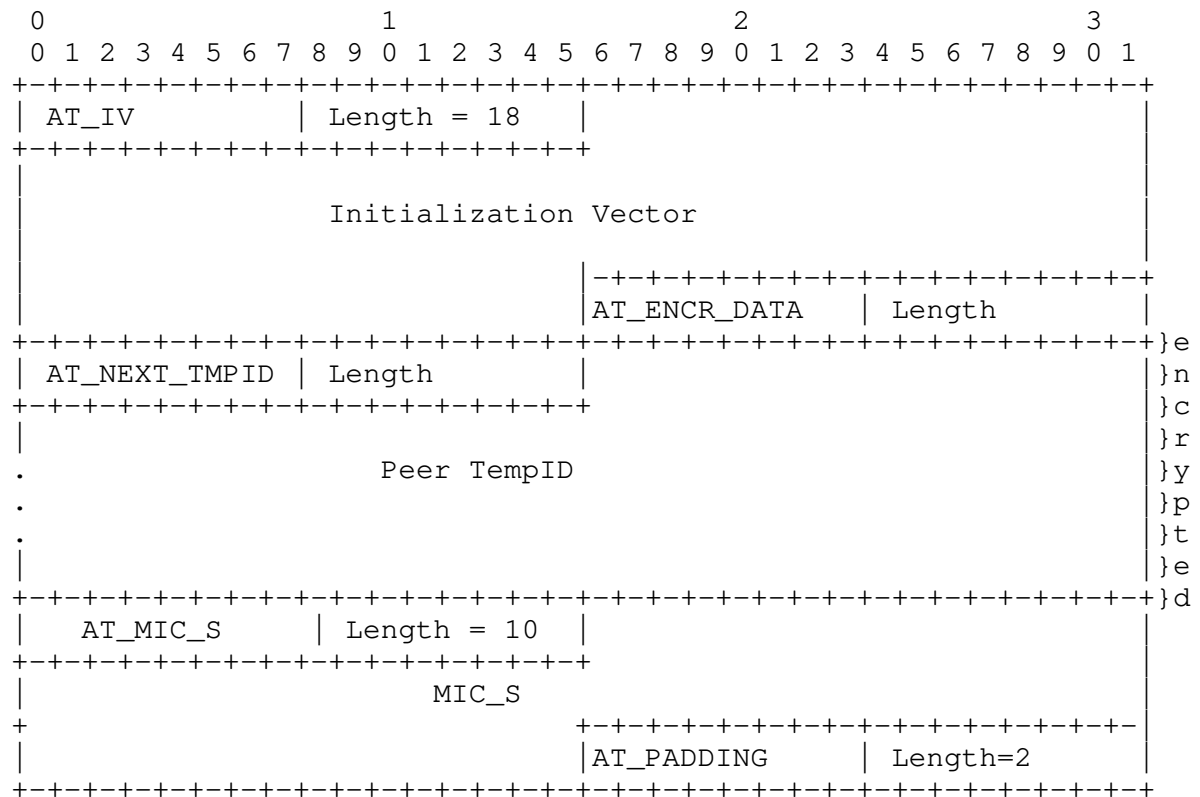 0                   1                   2                   3
 0 1 2 3 4 5 6 7 8 9 0 1 2 3 4 5 6 7 8 9 0 1 2 3 4 5 6 7 8 9 0 1
+-+-+-+-+-+-+-+-+-+-+-+-+-+-+-+-+-+-+-+-+-+-+-+-+-+-+-+-+-+-+-+-+
| AT_IV        | Length = 18   |                                |
+-+-+-+-+-+-+-+-+-+-+-+-+-+-+-+-+                                |
|                                                                |
|                 Initialization Vector                          |
|                                                                |
|                                |-+-+-+-+-+-+-+-+-+-+-+-+-+-+-+-+
|                                |AT_ENCR_DATA   | Length        |
+-+-+-+-+-+-+-+-+-+-+-+-+-+-+-+-+-+-+-+-+-+-+-+-+-+-+-+-+-+-+-+-+}e
| AT_NEXT_TMPID | Length        |                                |}n
+-+-+-+-+-+-+-+-+-+-+-+-+-+-+-+-+                                |}c
|                                                                |}r
.                    Peer TempID                                 |}y
.                                                                |}p
.                                                                |}t
|                                                                |}e
+-+-+-+-+-+-+-+-+-+-+-+-+-+-+-+-+-+-+-+-+-+-+-+-+-+-+-+-+-+-+-+-+}d
|   AT_MIC_S     | Length = 10  |                                |
+-+-+-+-+-+-+-+-+-+-+-+-+-+-+-+-+                                |
|                       MIC_S                                    |
+                               +-+-+-+-+-+-+-+-+-+-+-+-+-+-+-+-|
|                                |AT_PADDING     | Length=2      |
+-+-+-+-+-+-+-+-+-+-+-+-+-+-+-+-+-+-+-+-+-+-+-+-+-+-+-+-+-+-+-+-+